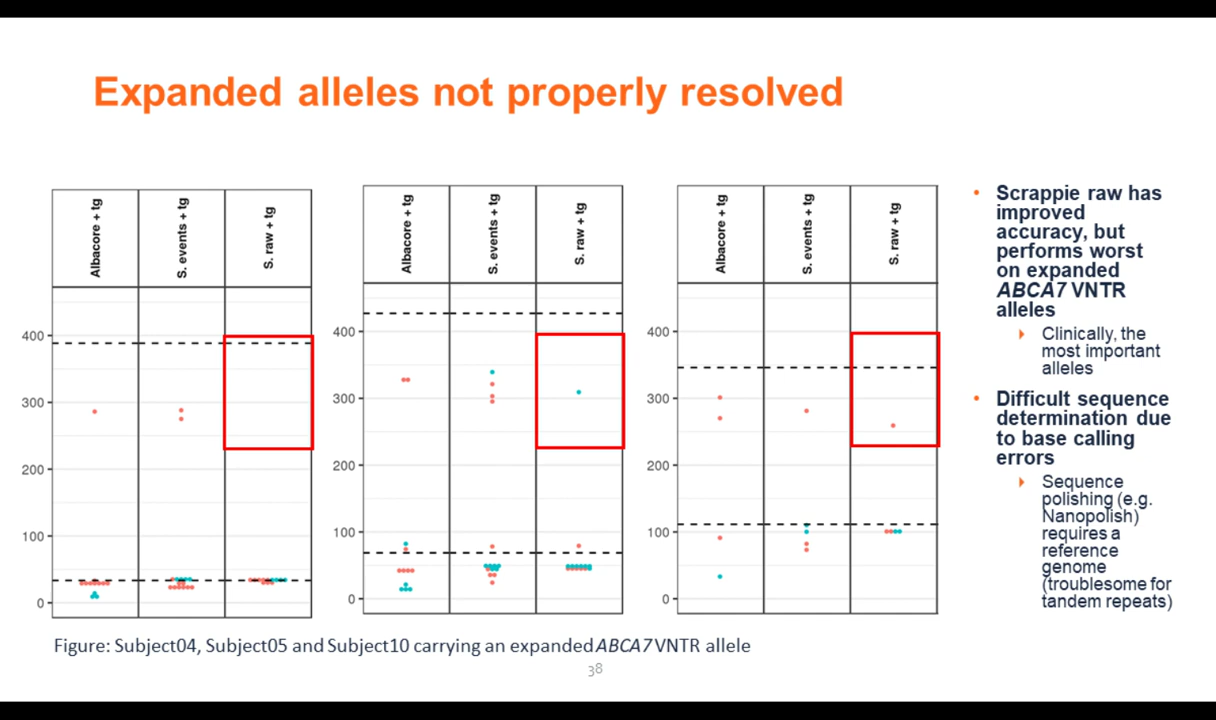 Expanded alleles not properly resolved
Albacore + tg
S. events + tg
S. raw + tg
400
300
200
100
0
Albacore + tg
S. events + tg
S. raw + tg
400
300
200
100
0
Albacore + tg
S. events + tg
S. raw + tg
400
300
200
100
0
• Scrappie raw has
improved
accuracy, but
performs worst
on expanded
ABCA7 VNTR
alleles
Clinically, the
most important
alleles
• Difficult sequence
determination due
to base calling
errors
Sequence
polishing (e.g.
Nanopolish)
requires a
reference
genome
(troublesome for
tandem repeats)
Figure: Subject04, Subject05 and Subject10 carrying an expanded ABCA7 VNTR allele
38